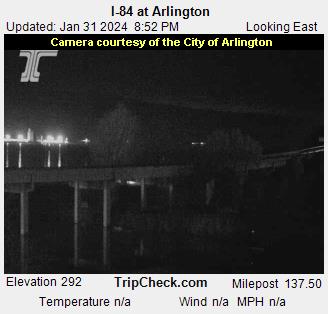 I-84 at Arlington
Updated: Jan 31 2024 8:52 PM Looking East
Camera courtesy of the City of Arlington
Elevation 292 TripCheck.com Milepost 137.50
Temperature n/a Wind n/a MPH n/a